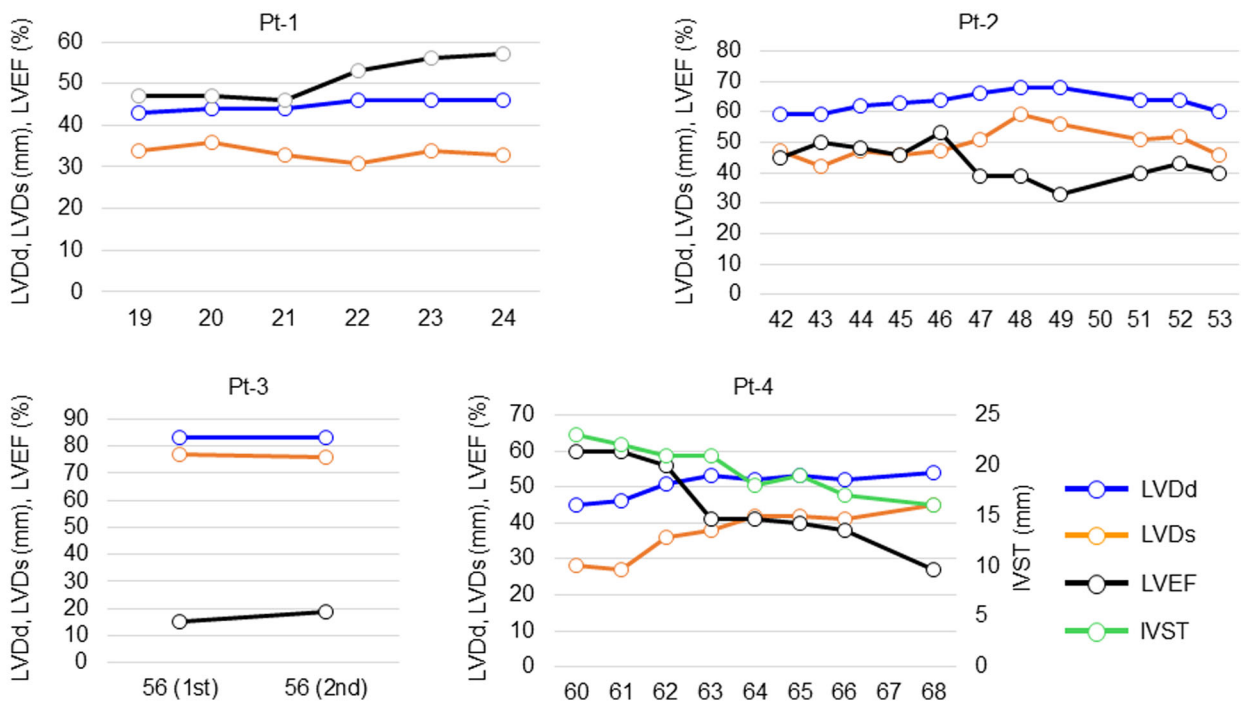 Pt-1
LVDd, LVDs (mm), LVEF (%)
60
50
40
30
20
10
0
19 20 21 22 23 24
Pt-2
LVDd, LVDs (mm), LVEF (%)
80
70
60
50
40
30
20
10
0
42 43 44 45 46 47 48 49 50 51 52 53
Pt-3
LVDd, LVDs (mm), LVEF (%)
90
80
70
60
50
40
30
20
10
0
56 (1st) 56 (2nd)
Pt-4
LVDd, LVDs (mm), LVEF (%)
70
60
50
40
30
20
10
0
60 61 62 63 64 65 66 67 68
25
20
15
10
5
0
IVST (mm)
LVDd
LVDs
LVEF
IVST